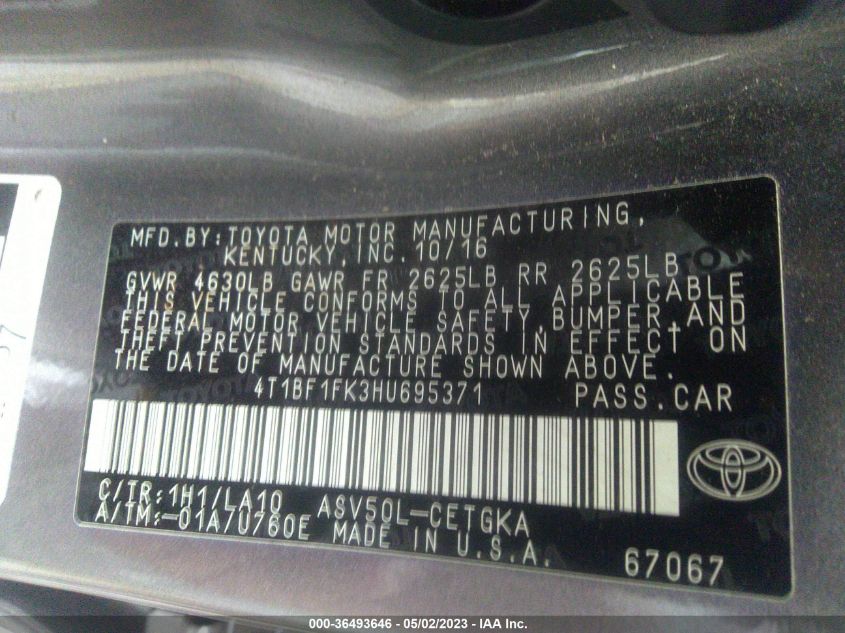 MFD.BY:TOYOTA MOTOR MANUFACTURING,
KENTUCKY, INC. 10/16
GVWR 4630LB GAWR FR 2625LB RR 2625LB
THIS VEHICLE CONFORMS TO ALL APPLICABLE
FEDERAL MOTOR VEHICLE SAFETY, BUMPER, AND
THEFT PREVENTION STANDARDS IN EFFECT ON
THE DATE OF MANUFACTURE SHOWN ABOVE.
4T1BF1FK3HU695371 PASS.CAR
C/TR:1H1/LA10 ASV50L-CETGKA
A/TM:-01A/U760E MADE IN U.S.A.
67067
000-36493646 - 05/02/2023 - IAA Inc.